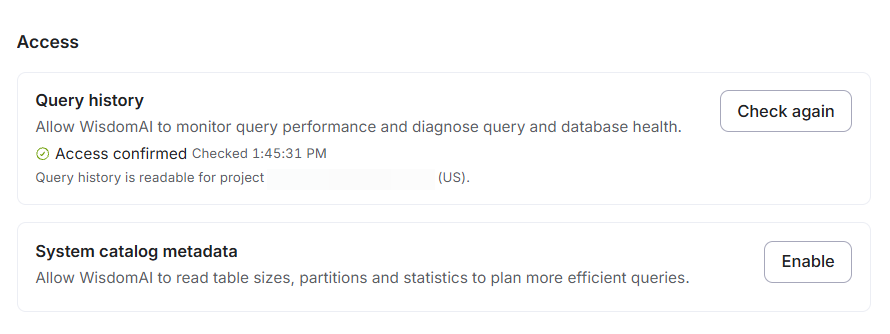 Access
Query history
Allow WisdomAI to monitor query performance and diagnose query and database health.
Check again
Access confirmed Checked 1:45:31 PM
Query history is readable for project (US).
System catalog metadata
Allow WisdomAI to read table sizes, partitions and statistics to plan more efficient queries.
Enable